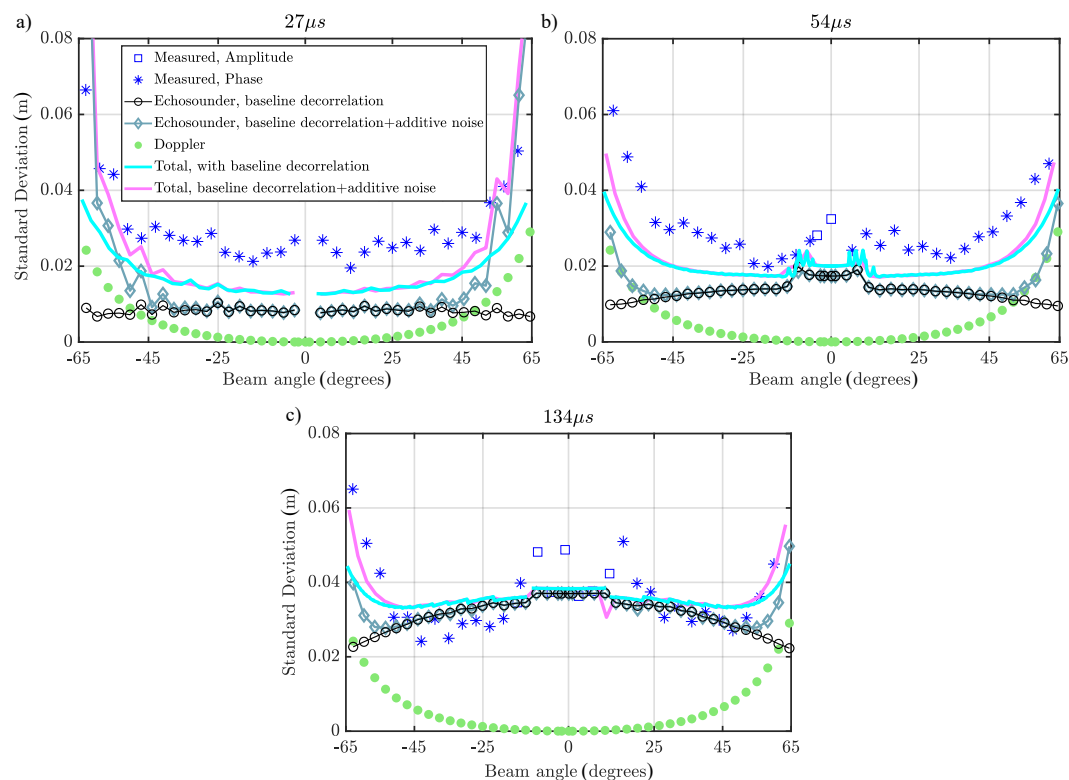 a)
27μs
Standard Deviation (m)
0.08
0.06
0.04
0.02
0
Measured, Amplitude
Measured, Phase
Echosounder, baseline decorrelation
Echosounder, baseline decorrelation+additive noise
Doppler
Total, with baseline decorrelation
Total, baseline decorrelation+additive noise
-65 -45 -25 0 25 45 65
Beam angle (degrees)
b)
54μs
0.08
0.06
0.04
0.02
0
-65 -45 -25 0 25 45 65
Beam angle (degrees)
c)
134μs
Standard Deviation (m)
0.08
0.06
0.04
0.02
0
-65 -45 -25 0 25 45 65
Beam angle (degrees)